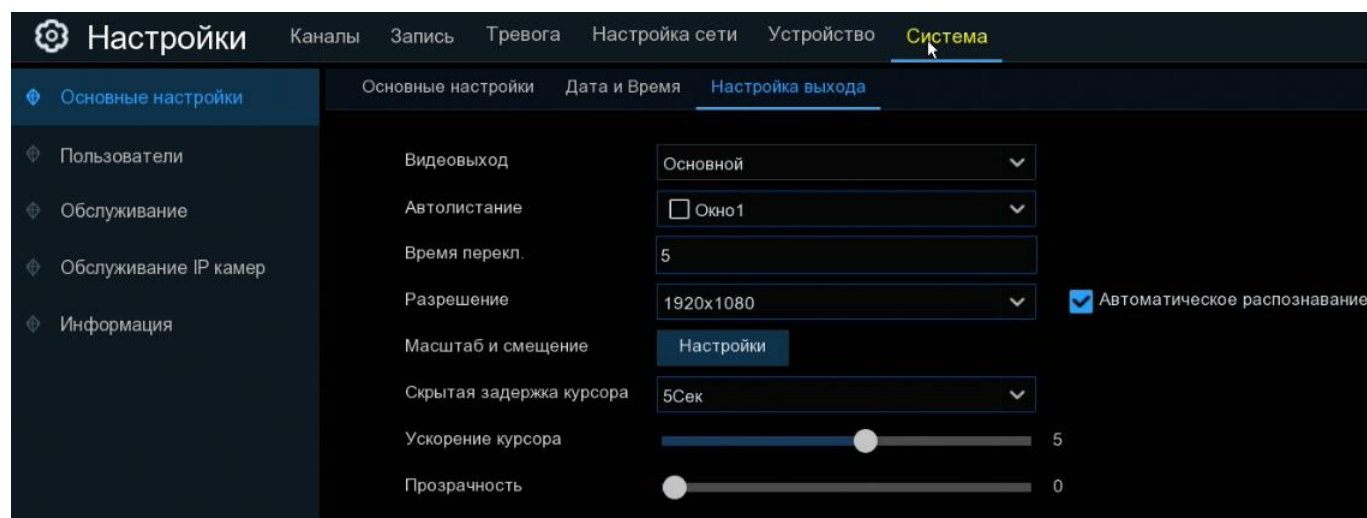 Настройки Каналы Запись Тревога Настройка сети Устройство Система
Основные настройки Основные настройки Дата и Время Настройка выхода
Пользователи
Обслуживание
Обслуживание IP камер
Информация
Видеовыход Основной
Автолистание Окно1
Время перекл. 5
Разрешение 1920x1080 Автоматическое распознавание
Масштаб и смещение Настройки
Скрытая задержка курсора 5Сек
Ускорение курсора 5
Прозрачность 0